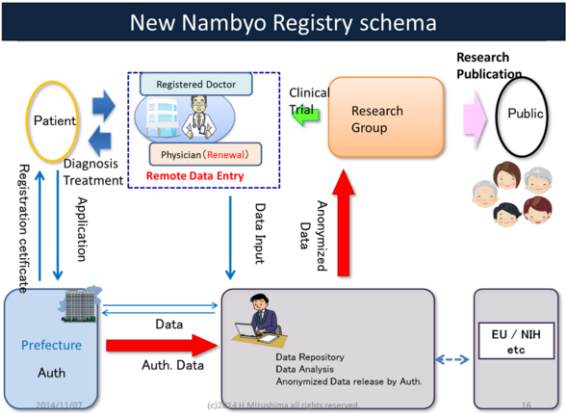 New Nambyo Registry schema
Research
Publication
Registered Doctor
Clinical
Trial
Research
Group
Patient
Public
Physician（Renewal）
Remote Data Entry
Diagnosis
Treatment
Registration cetificate
Application
Data Input
Anonymized
Data
Prefecture
Auth
Data
Auth. Data
Data Repository
Data Analysis
Anonymized Data release by Auth.
EU / NIH
etc
2014/11/07
(c)2014 H.Mizushima all rights reserved.
16